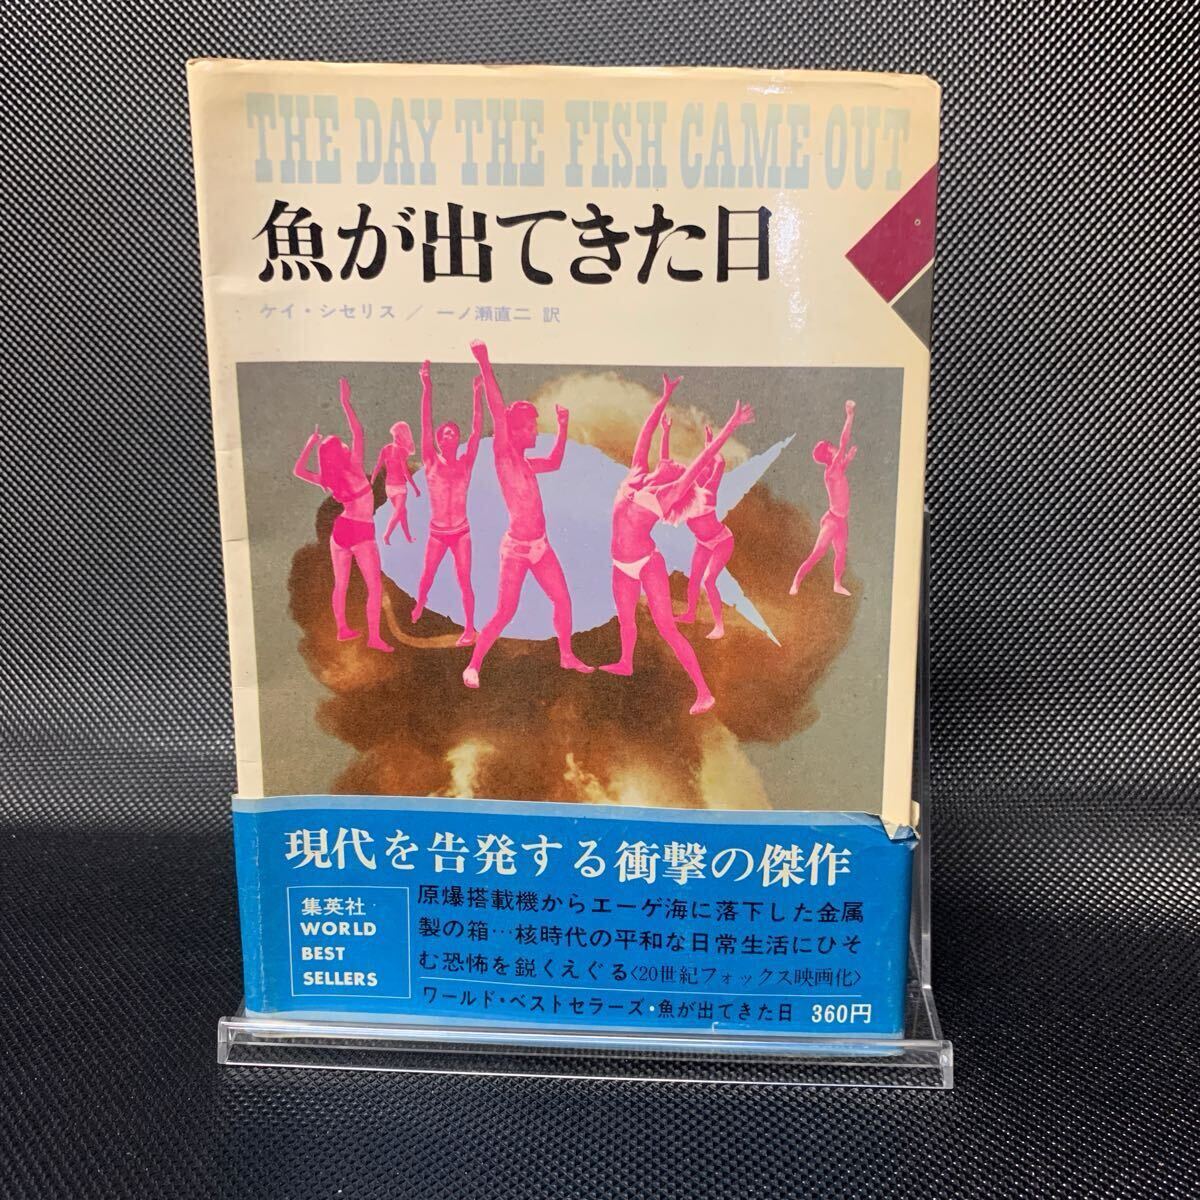 THE DAY THE FISH CAME OUT
魚が出てきた日
ケイ・シセリス／一ノ瀬直二 訳
現代を告発する衝撃の傑作
集英社
WORLD
BEST
SELLERS
原爆搭載機からエーゲ海に落下した金属
製の箱…核時代の平和な日常生活にひそ
む恐怖を鋭くえぐる〈20世紀フォックス映画化〉
ワールド・ベストセラーズ・魚が出てきた日 360円